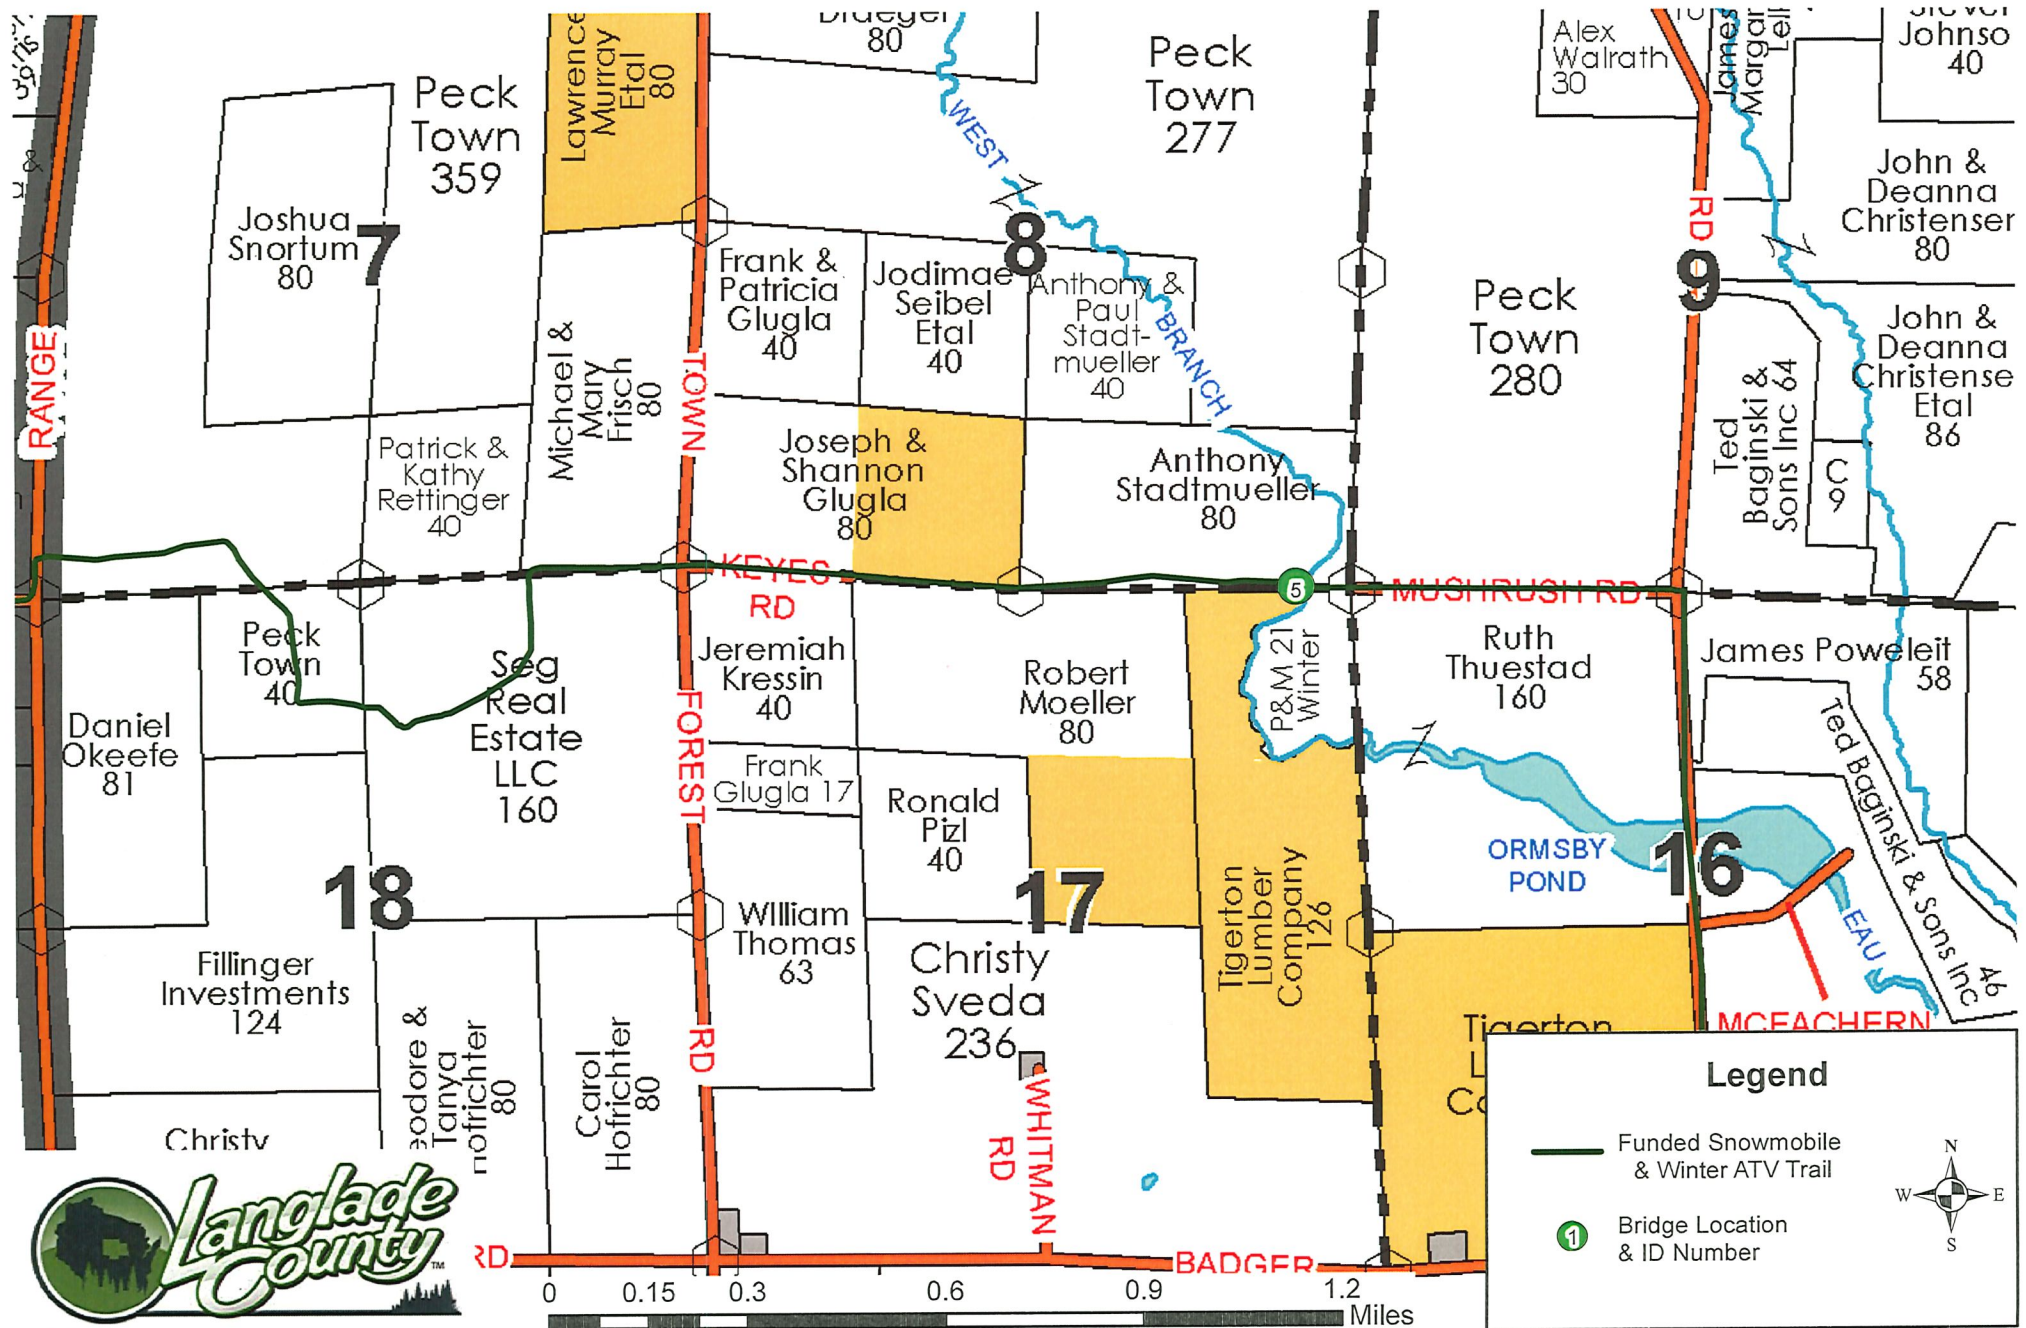 Lawrence
Murray
Etal
80
Draeger
80
Peck
Town
277
Alex
Walrath
30
James
Johnso
40
Peck
Town
359
WEST
BRANCH
Joshua
Snortum
80
7
8
9
RD
John &
Deanna
Christenser
80
Frank &
Patricia
Glugla
40
Jodimae
Seibel
Etal
40
Anthony &
Paul
Stadt-
mueller
40
Peck
Town
280
John &
Deanna
Christense
Etal
86
RANGE
Michael &
Mary
Frisch
80
TOWN
Ted
Baginski &
Sons Inc 64
C
9
Patrick &
Kathy
Rettinger
40
Joseph &
Shannon
Glugla
80
Anthony
Stadtmueller
80
KEYES
RD
5
MUSHRUSH RD
Peck
Town
40
Seg
Real
Estate
LLC
160
Jeremiah
Kressin
40
Robert
Moeller
80
P&M 21
Winter
Ruth
Thuestad
160
James Poweleit
58
Daniel
Okeefe
81
FOREST
Frank
Glugla 17
Ronald
Pizl
40
Tigerton
Lumber
Company
126
ORMSBY
POND
Ted Baginski & Sons Inc
46
18
17
16
EAU
Fillinger
Investments
124
William
Thomas
63
Christy
Sveda
236
Tanya
80
Carol
Hofrichter
80
RD
Tigerton
MCEACHERN
WHITMAN
RD
Christy
RD
BADGER
Langlade
County
TM
0
0.15
0.3
0.6
0.9
1.2
Miles
Legend
Funded Snowmobile
& Winter ATV Trail
1
Bridge Location
& ID Number
N
W
E
S